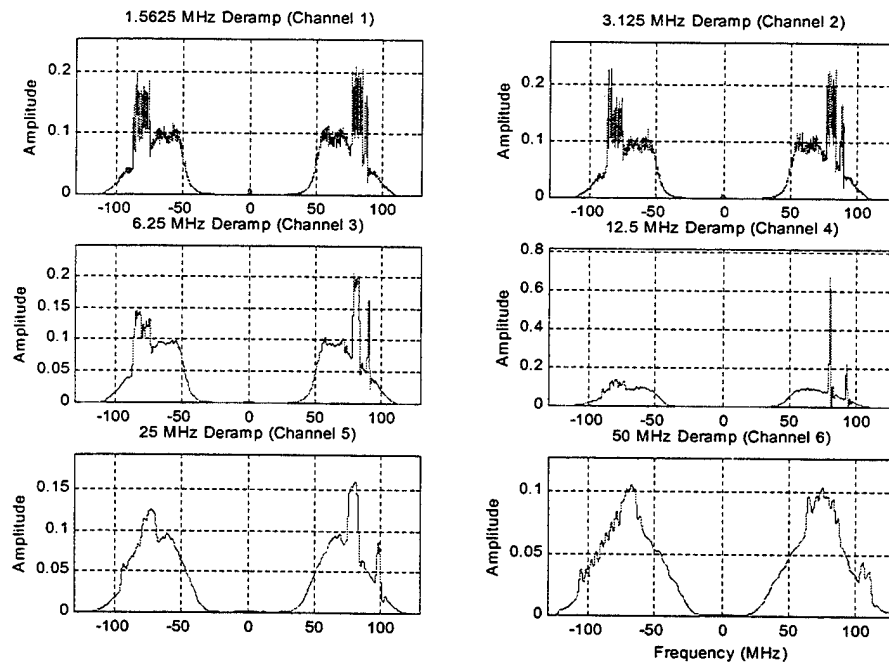 1.5625 MHz Deramp (Channel 1)
Amplitude
0.2
0.1
0
-100 -50 0 50 100
3.125 MHz Deramp (Channel 2)
Amplitude
0.2
0.1
0
-100 -50 0 50 100
6.25 MHz Deramp (Channel 3)
Amplitude
0.2
0.15
0.1
0.05
0
-100 -50 0 50 100
12.5 MHz Deramp (Channel 4)
Amplitude
0.8
0.6
0.4
0.2
0
-100 -50 0 50 100
25 MHz Deramp (Channel 5)
Amplitude
0.15
0.1
0.05
0
-100 -50 0 50 100
50 MHz Deramp (Channel 6)
Amplitude
0.1
0.05
0
-100 -50 0 50 100
Frequency (MHz)